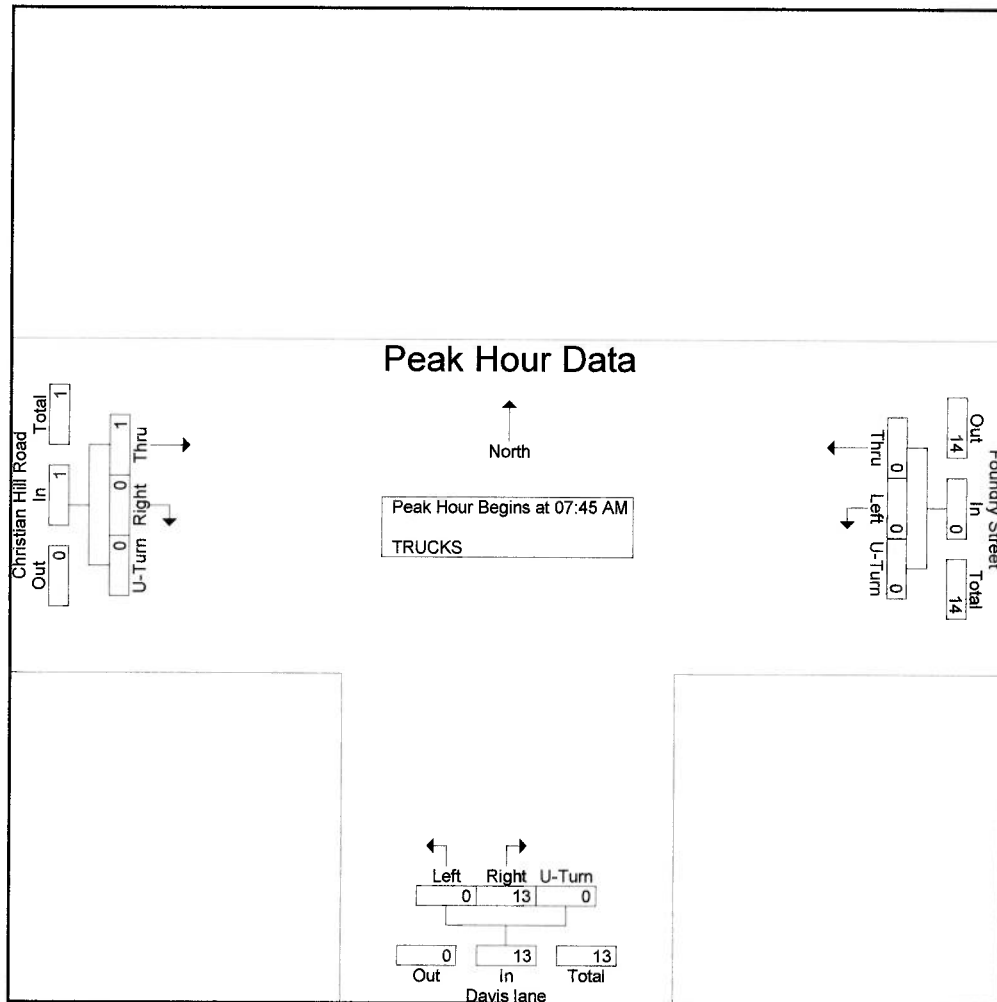 Peak Hour Data
North
Peak Hour Begins at 07:45 AM
TRUCKS
Christian Hill Road
Out In Total
0 1 1
U-Turn Right Thru
0 0 1
Foundry Street
Out In Total
14 0 14
Thru Left U-Turn
0 0 0
Left Right U-Turn
0 13 0
0 13 13
Out In Total
Davis lane